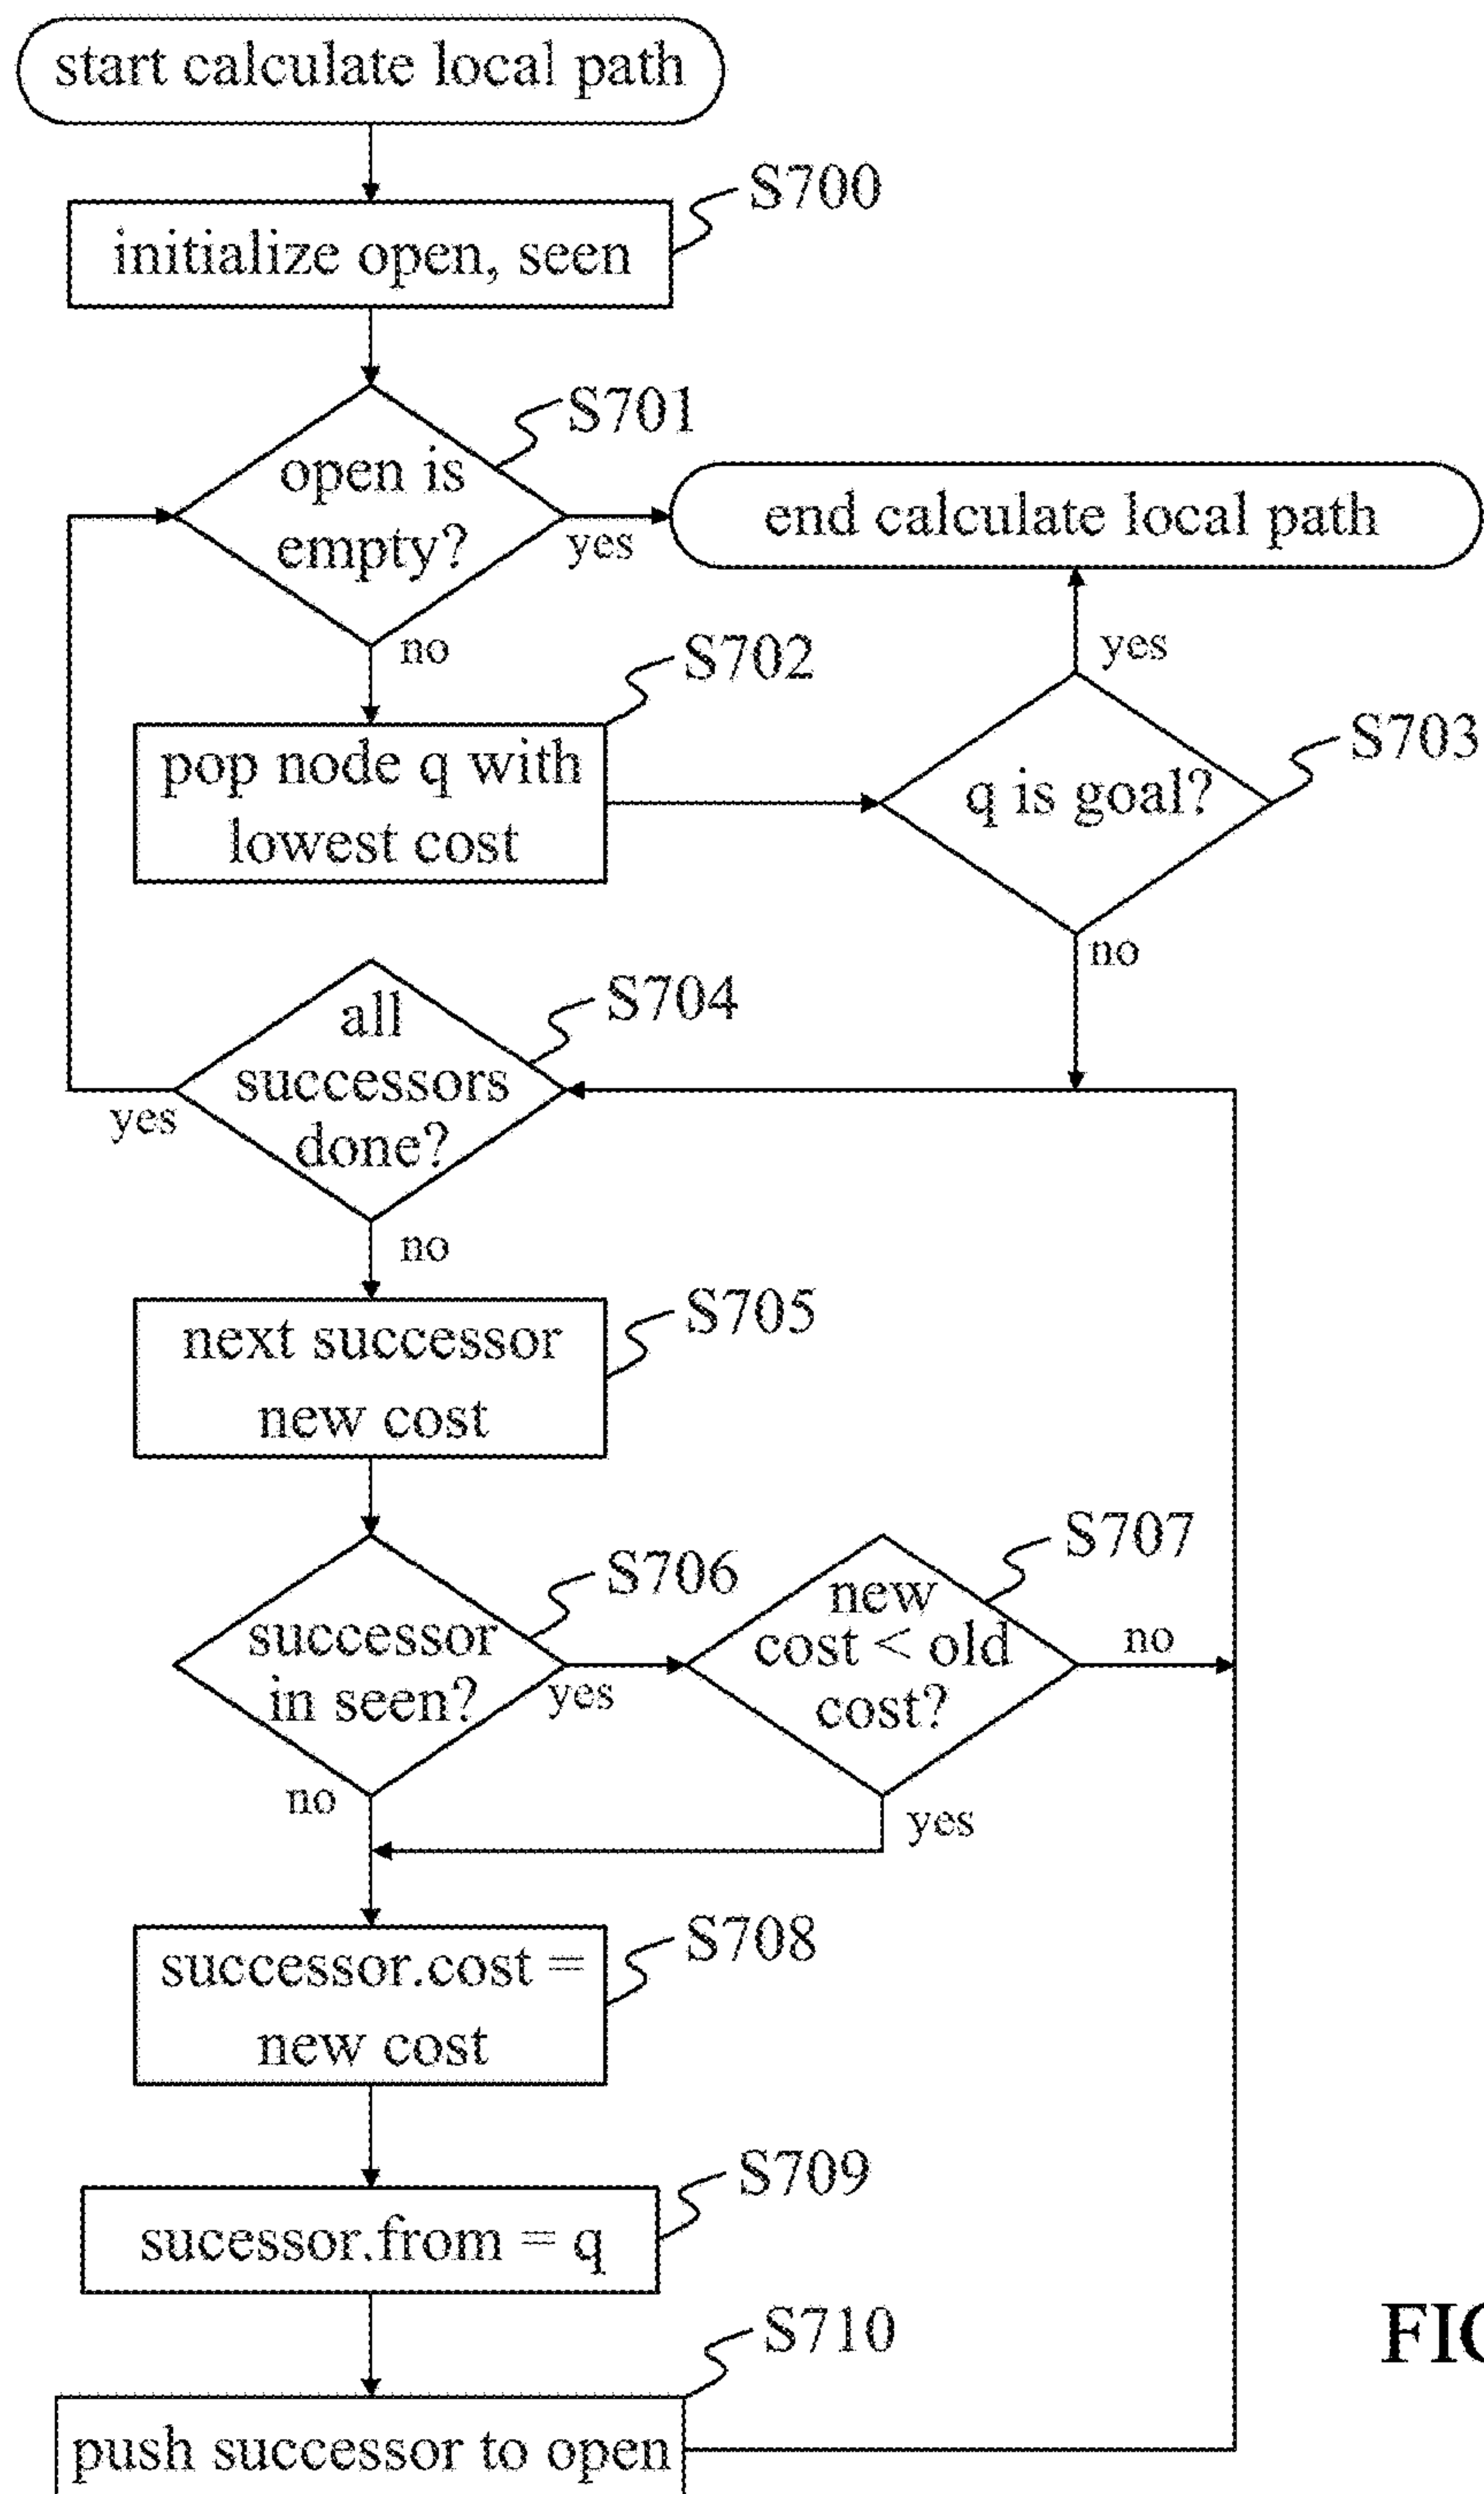 start calculate local path
S700
initialize open, seen
S701
open is
empty?
yes
end calculate local path
no
S702
yes
pop node q with
lowest cost
S703
q is goal?
no
S704
all
successors
done?
yes
no
S705
next successor
new cost
S706
S707
successor
in seen?
yes
new
cost < old
cost?
no
no
yes
S708
successor.cost =
new cost
S709
sucessor.from = q
S710
push successor to open